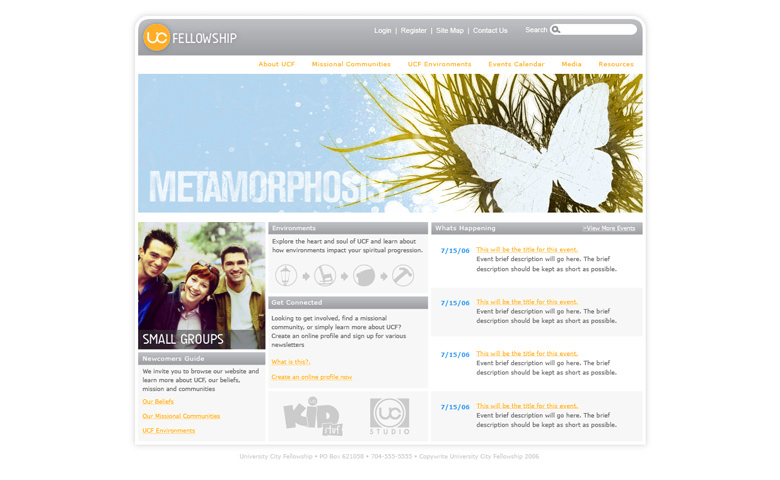 UC FELLOWSHIP
Login | Register | Site Map | Contact Us
Search
About UCF Missional Communities UCF Environments Events Calendar Media Resources
METAMORPHOSIS
SMALL GROUPS
Newcomers Guide
We invite you to browse our website and
learn more about UCF, our beliefs,
mission and communities
Our Beliefs
Our Missional Communities
UCF Environments
Environments
Explore the heart and soul of UCF and learn about
how environments impact your spiritual progression.
Get Connected
Looking to get involved, find a missional
community, or simply learn more about UCF?
Create an online profile and sign up for various
newsletters
What is this?.
Create an online profile now
KiD
stuf
UC
STUDIO
Whats Happening >View More Events
7/15/06 This will be the title for this event.
Event brief description will go here. The brief
description should be kept as short as possible.
7/15/06 This will be the title for this event.
Event brief description will go here. The brief
description should be kept as short as possible.
7/15/06 This will be the title for this event.
Event brief description will go here. The brief
description should be kept as short as possible.
7/15/06 This will be the title for this event.
Event brief description will go here. The brief
description should be kept as short as possible.
University City Fellowship • PO Box 621058 • 704-555-5555 • Copywrite University City Fellowship 2006